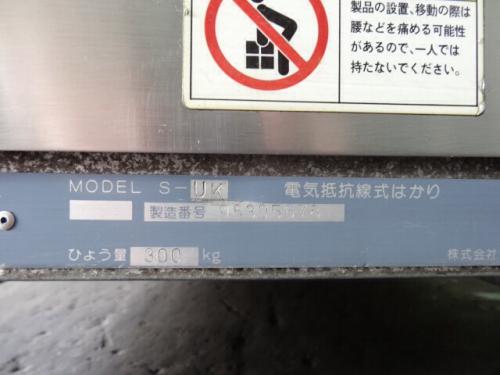 製品の設置、移動の際は
腰などを痛める可能性
があるので、一人では
持たないでください。
MODEL S-UK 電気抵抗線式はかり
製造番号
ひょう量 300 kg
株式会社